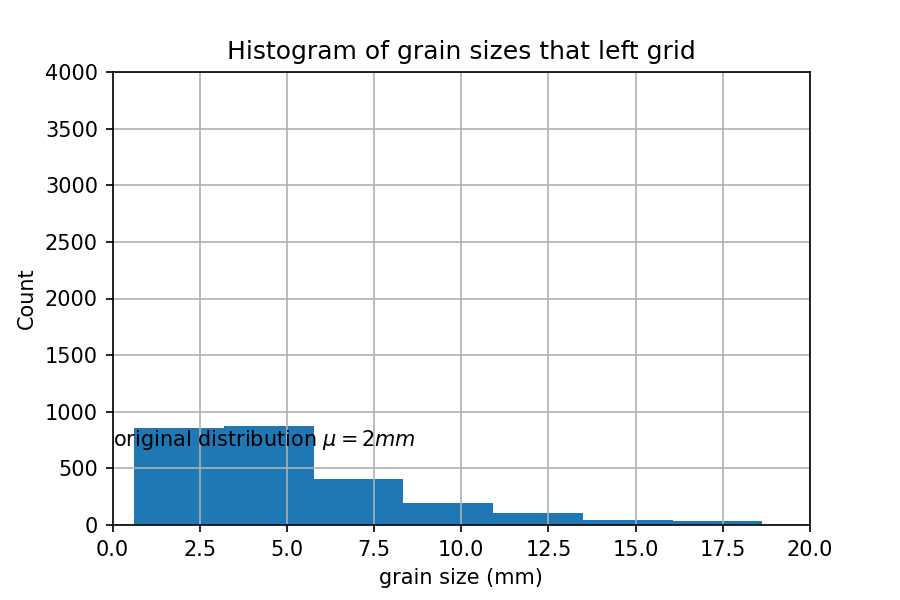 Histogram of grain sizes that left grid
4000
3500
3000
2500
2000
1500
1000
500
0
Count
original distribution μ = 2mm
0.0 2.5 5.0 7.5 10.0 12.5 15.0 17.5 20.0
grain size (mm)